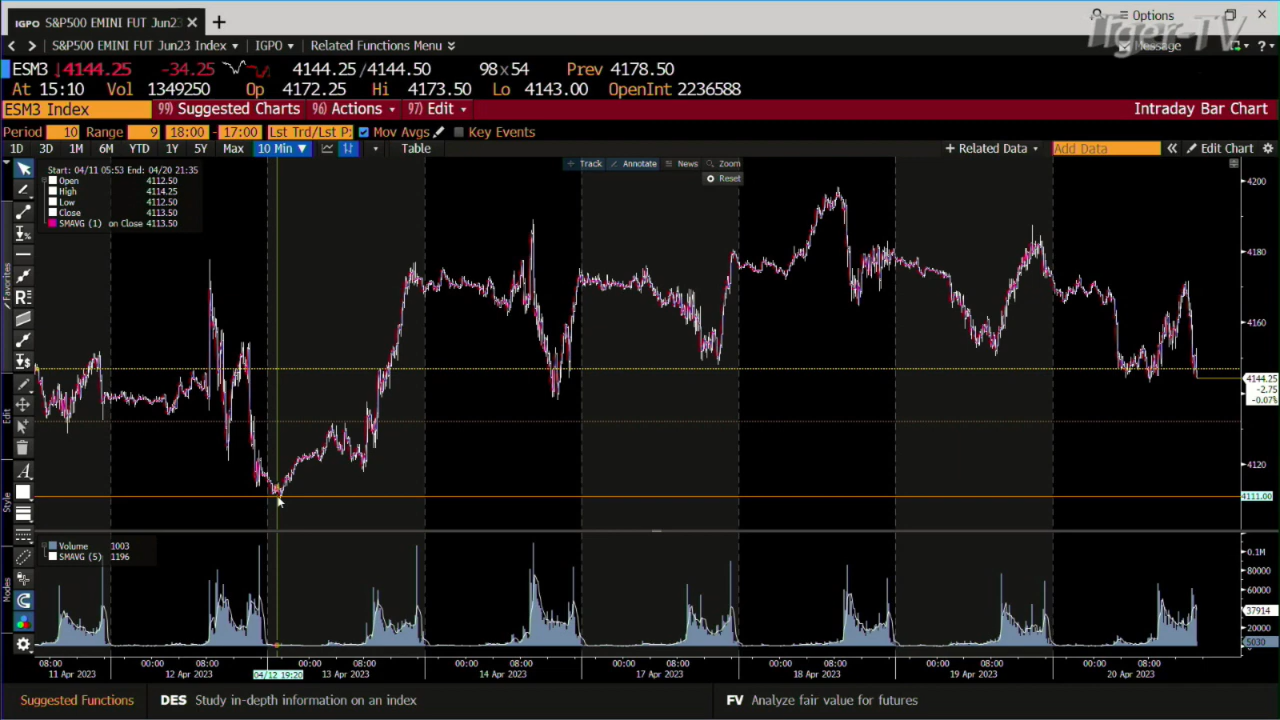 IGPO S&P500 EMINI FUT Jun23 × +
Options
Tiger-TV
S&P500 EMINI FUT Jun23 Index IGPO Related Functions Menu
Message
ESM3 ↓4144.25 -34.25 4144.25/4144.50 98x54 Prev 4178.50
At 15:10 Vol 1349250 Op 4172.25 Hi 4173.50 Lo 4143.00 OpenInt 2236588
ESM3 Index 99) Suggested Charts 96) Actions 97) Edit Intraday Bar Chart
Period 10 Range 9 18:00 - 17:00 Lst Trd/Lst P: Mov Avgs Key Events
1D 3D 1M 6M YTD 1Y 5Y Max 10 Min ▼ Table + Related Data Add Data « Edit Chart
Track Annotate News Zoom
Reset
Start: 04/11 05:53 End: 04/20 21:35
Open 4112.50
High 4114.25
Low 4112.50
Close 4113.50
SMAVG (1) on Close 4113.50
4200
4180
4160
4144.25
-2.75
-0.07%
4120
4111.00
Favorites
Edit
Style
Modes
Volume 1003
SMAVG (5) 1196
0.1M
80000
37914
20000
5030
0
08:00 00:00 08:00 00:00 08:00 00:00 08:00 00:00 08:00 00:00 08:00 00:00 08:00 00:00 08:00
11 Apr 2023 12 Apr 2023 04/12 19:20 13 Apr 2023 14 Apr 2023 17 Apr 2023 18 Apr 2023 19 Apr 2023 20 Apr 2023
Suggested Functions DES Study in-depth information on an index FV Analyze fair value for futures